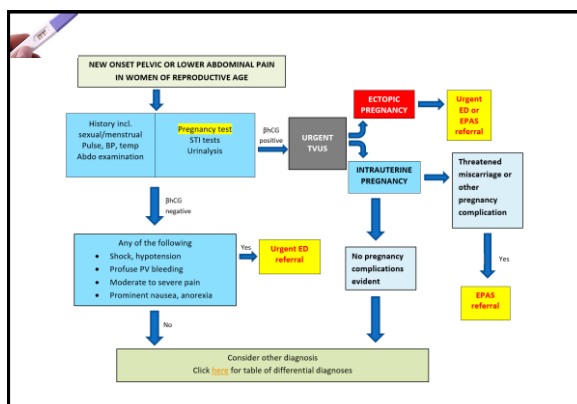 NEW ONSET PELVIC OR LOWER ABDOMINAL PAIN
IN WOMEN OF REPRODUCTIVE AGE
History incl.
sexual/menstrual
Pulse, BP, temp
Abdo examination
Pregnancy test
STI tests
Urinalysis
βhCG
positive
URGENT
TVUS
ECTOPIC
PREGNANCY
Urgent
ED or
EPAS
referral
INTRAUTERINE
PREGNANCY
Threatened
miscarriage or
other
pregnancy
complication
βhCG
negative
Any of the following
• Shock, hypotension
• Profuse PV bleeding
• Moderate to severe pain
• Prominent nausea, anorexia
Yes
Urgent ED
referral
No pregnancy
complications
evident
Yes
EPAS
referral
No
Consider other diagnosis
Click here for table of differential diagnoses